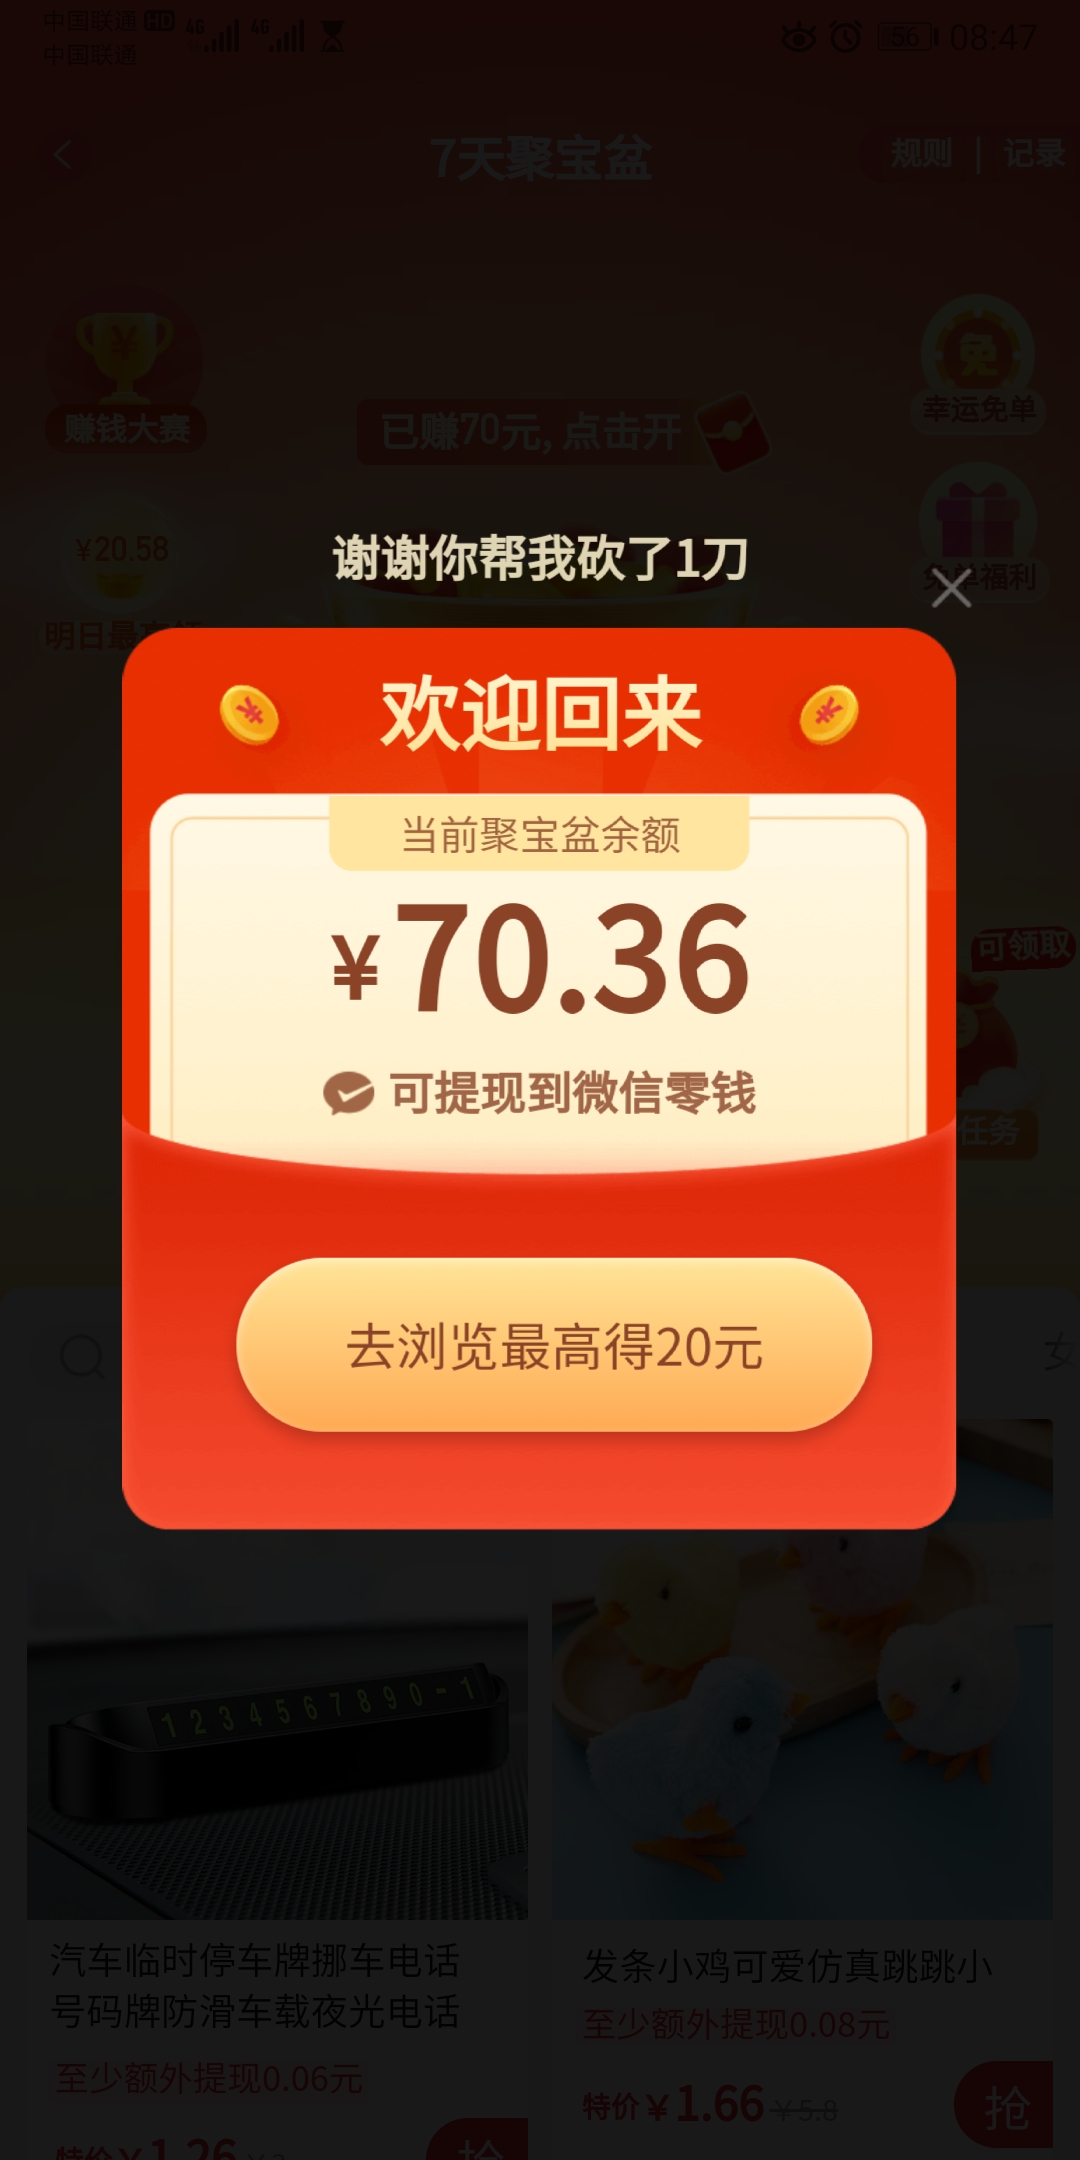 中国联通 HD 4G 4G 56 08:47
中国联通
7天聚宝盆
规则 | 记录
赚钱大赛
已赚70元, 点击开
免
幸运免单
¥20.58
谢谢你帮我砍了1刀
免单福利
明日最高
欢迎回来
当前聚宝盆余额
¥70.36
可领取
可提现到微信零钱
任务
去浏览最高得20元
女
1 2 3 4 5 6 7 8 9 0 - 1
汽车临时停车牌挪车电话
号码牌防滑车载夜光电话
至少额外提现0.06元
特价¥1.26
抢
发条小鸡可爱仿真跳跳小
至少额外提现0.08元
特价¥1.66 ¥5.8
抢